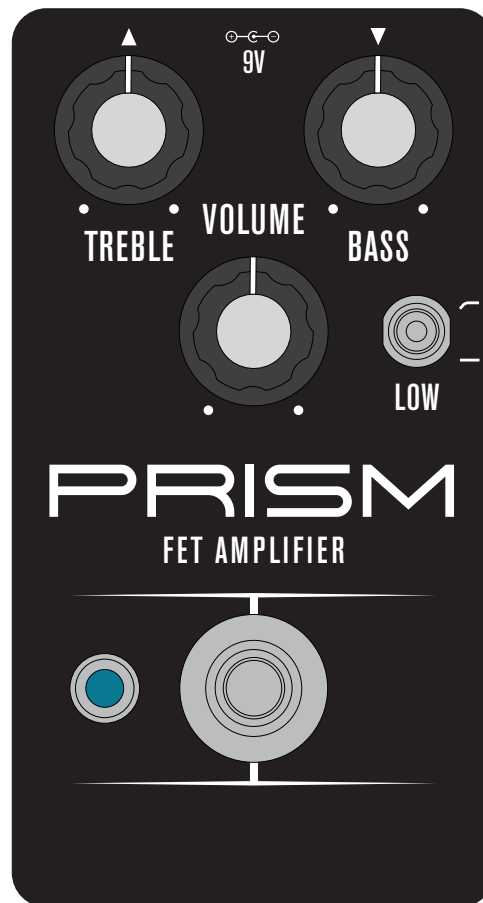 9V
VOLUME
TREBLE
BASS
LOW
PRISM
FET AMPLIFIER